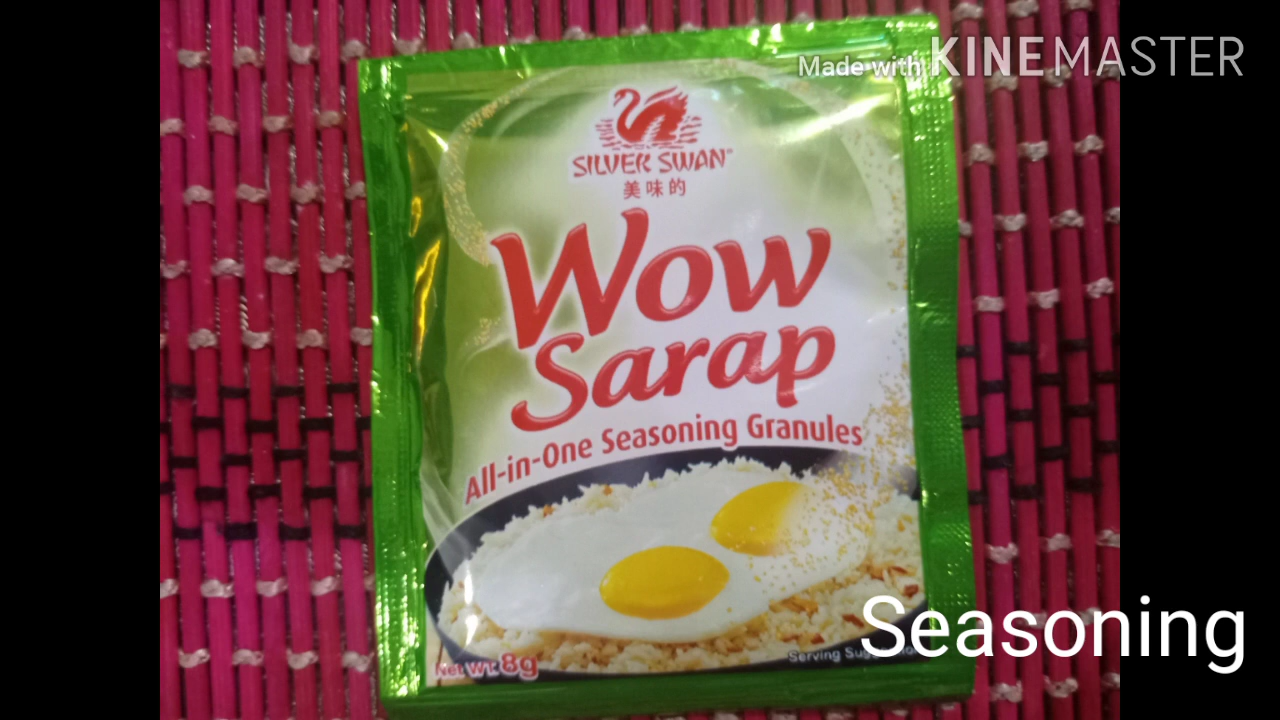 Made with KINEMASTER
SILVER SWAN
美味的
Wow
Sarap
All-in-One Seasoning Granules
Net Wt. 8g
Serving
Seasoning